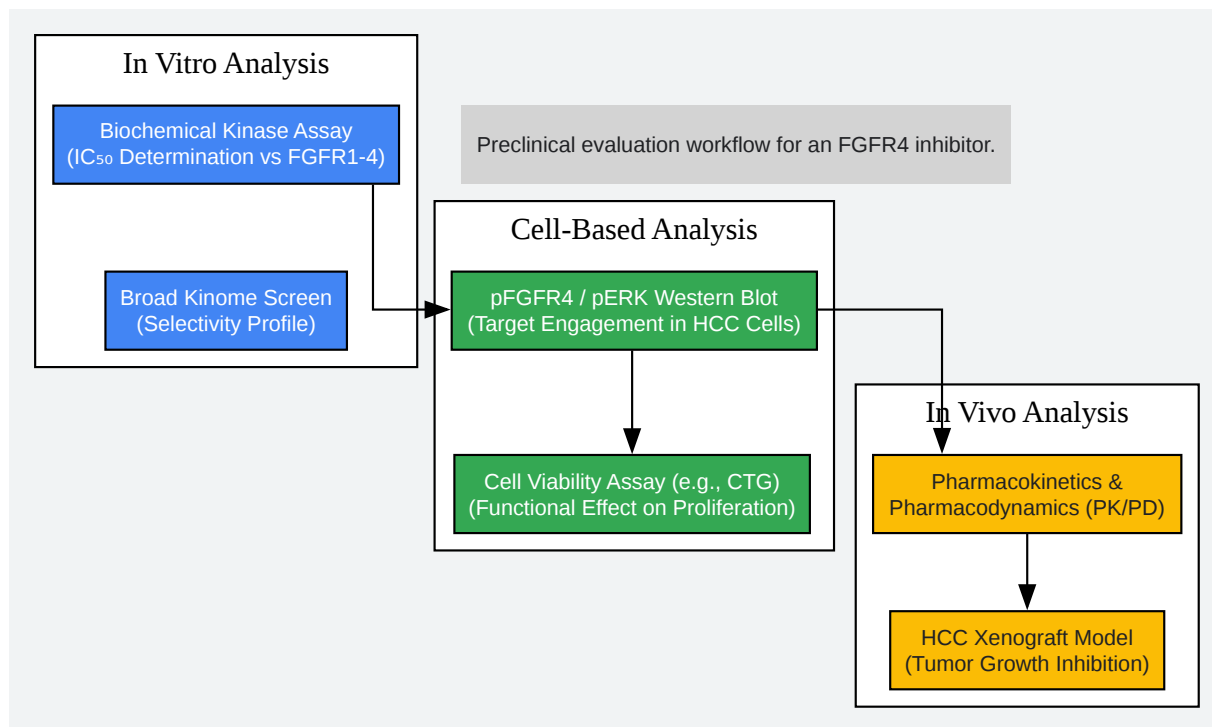 In Vitro Analysis
Biochemical Kinase Assay
(IC₅₀ Determination vs FGFR1-4)
Broad Kinome Screen
(Selectivity Profile)
Preclinical evaluation workflow for an FGFR4 inhibitor.
Cell-Based Analysis
pFGFR4 / pERK Western Blot
(Target Engagement in HCC Cells)
Cell Viability Assay (e.g., CTG)
(Functional Effect on Proliferation)
In Vivo Analysis
Pharmacokinetics &
Pharmacodynamics (PK/PD)
HCC Xenograft Model
(Tumor Growth Inhibition)